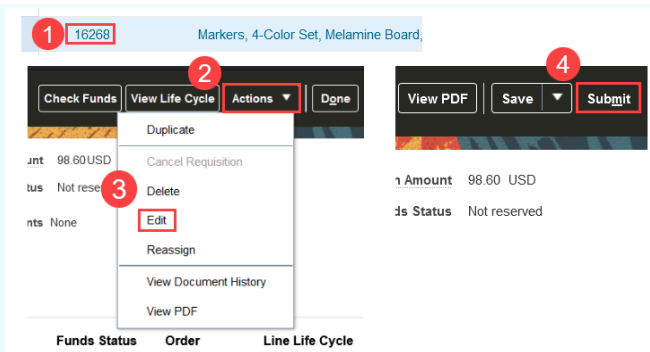 1 16268 Markers, 4-Color Set, Melamine Board,
2
Check Funds View Life Cycle Actions Done
Duplicate
Cancel Requisition
3
Delete
Edit
Reassign
View Document History
View PDF
unt 98.60 USD
tus Not rese
nts None
Funds Status Order Line Life Cycle
4
View PDF Save Submit
n Amount 98.60 USD
ds Status Not reserved